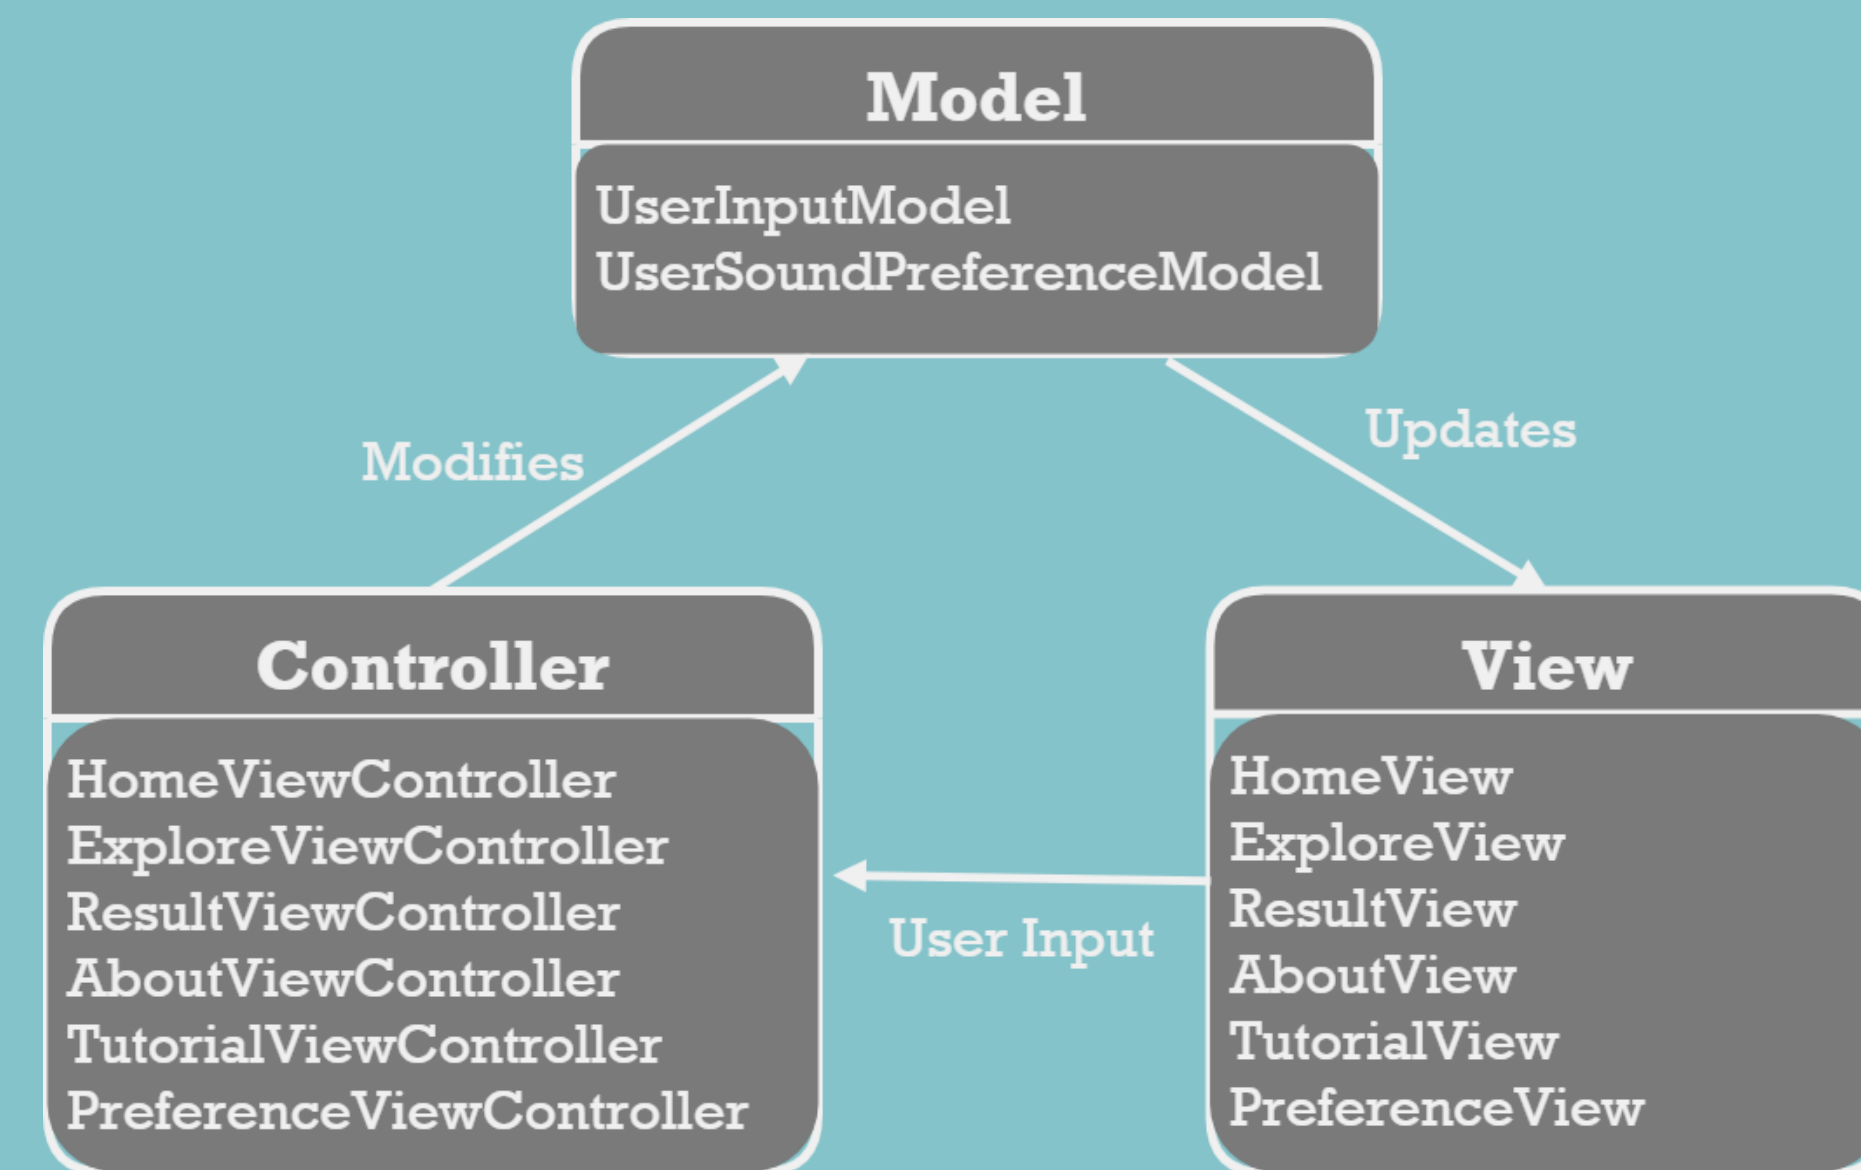 Model
UserInputModel
UserSoundPreferenceModel
Modifies
Updates
Controller
HomeViewController
ExploreViewController
ResultViewController
AboutViewController
TutorialViewController
PreferenceViewController
User Input
View
HomeView
ExploreView
ResultView
AboutView
TutorialView
PreferenceView